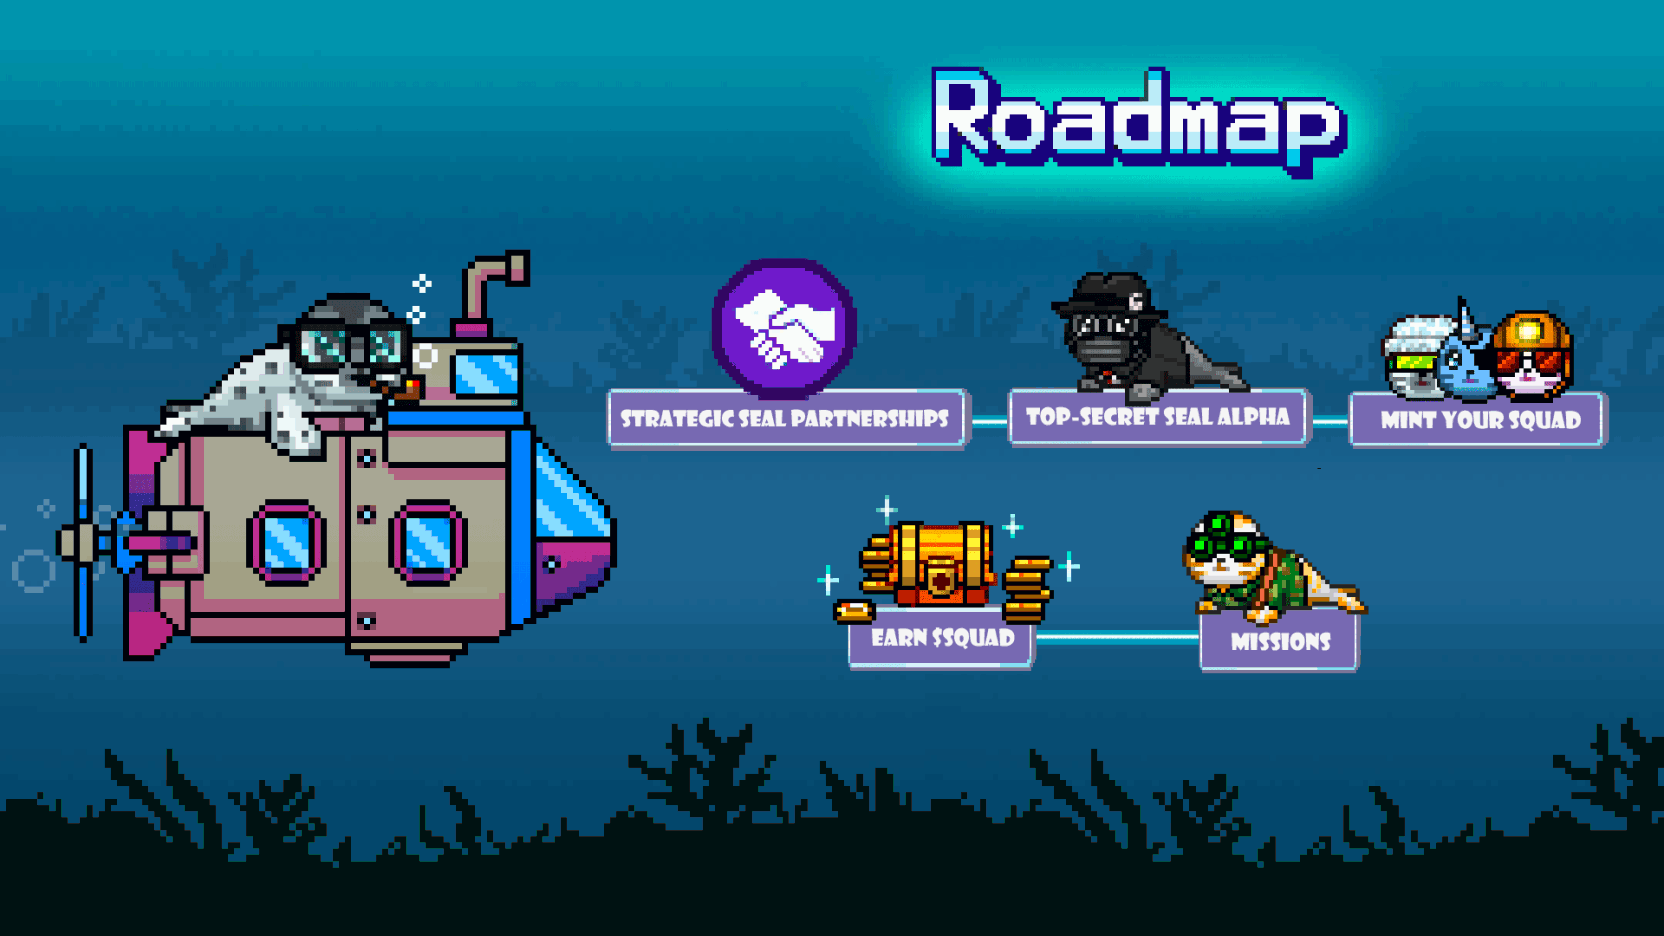 Roadmap
STRATEGIC SEAL PARTNERSHIPS
TOP-SECRET SEAL ALPHA
MINT YOUR SQUAD
EARN $SQUAD
MISSIONS